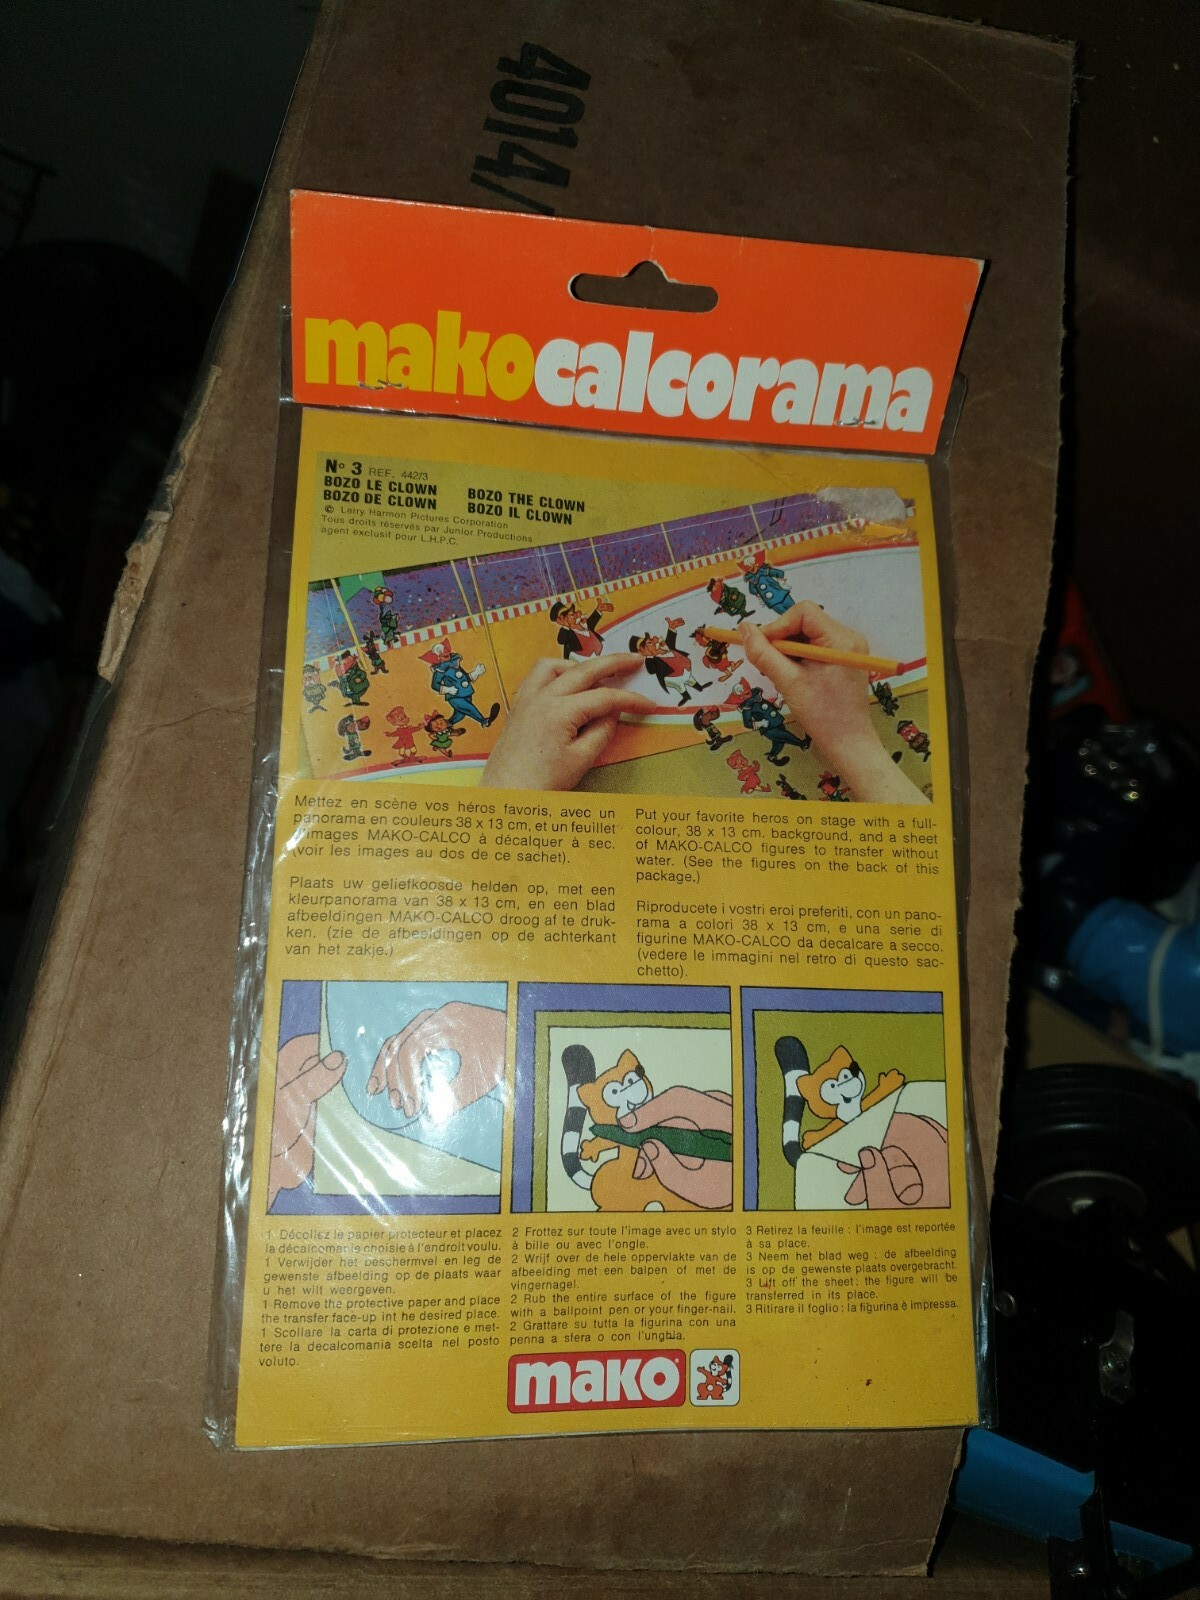 4014/
makocalcorama
N° 3 REF. 442/3
BOZO LE CLOWN
BOZO DE CLOWN
BOZO THE CLOWN
BOZO IL CLOWN
© Larry Harmon Pictures Corporation
Tous droits réservés par Junior Productions
agent exclusif pour L.H.P.C.
Mettez en scène vos héros favoris, avec un
panorama en couleurs 38 x 13 cm, et un feuillet
d'images MAKO-CALCO à décalquer à sec.
(voir les images au dos de ce sachet).
Plaats uw geliefkoosde helden op, met een
kleurpanorama van 38 x 13 cm, en een blad
afbeeldingen MAKO-CALCO droog af te druk-
ken. (zie de afbeeldingen op de achterkant
van het zakje.)
Put your favorite heros on stage with a full-
colour, 38 x 13 cm. background, and a sheet
of MAKO-CALCO figures to transfer without
water. (See the figures on the back of this
package.)
Riproducete i vostri eroi preferiti, con un pano-
rama a colori 38 x 13 cm, e una serie di
figurine MAKO-CALCO da decalcare a secco.
(vedere le immagini nel retro di questo sac-
chetto).
1 Décollez le papier protecteur et placez
la décalcomanie choisie à l'endroit voulu.
1 Verwijder het beschermvel en leg de
gewenste afbeelding op de plaats waar
u het wilt weergeven.
1 Remove the protective paper and place
the transfer face-up int he desired place.
1 Scollare la carta di protezione e met-
tere la decalcomania scelta nel posto
voluto.
2 Frottez sur toute l'image avec un stylo
à bille ou avec l'ongle.
2 Wrijf over de hele oppervlakte van de
afbeelding met een balpen of met de
vingernagel.
2 Rub the entire surface of the figure
with a ballpoint pen or your finger-nail.
2 Grattare su tutta la figurina con una
penna a sfera o con l'unghia.
3 Retirez la feuille : l'image est reportée
à sa place.
3 Neem het blad weg : de afbeelding
is op de gewenste plaats overgebracht.
3 Lift off the sheet : the figure will be
transferred in its place.
3 Ritirare il foglio : la figurina è impressa.
mako